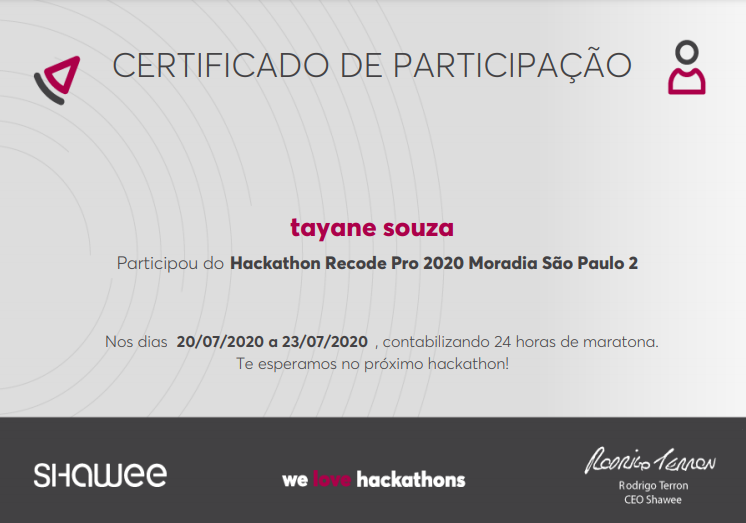 CERTIFICADO DE PARTICIPAÇÃO
tayane souza
Participou do Hackathon Recode Pro 2020 Moradia São Paulo 2
Nos dias 20/07/2020 a 23/07/2020 , contabilizando 24 horas de maratona.
Te esperamos no próximo hackathon!
SHAWEE
we love hackathons
Rodrigo Terron
Rodrigo Terron
CEO Shawee